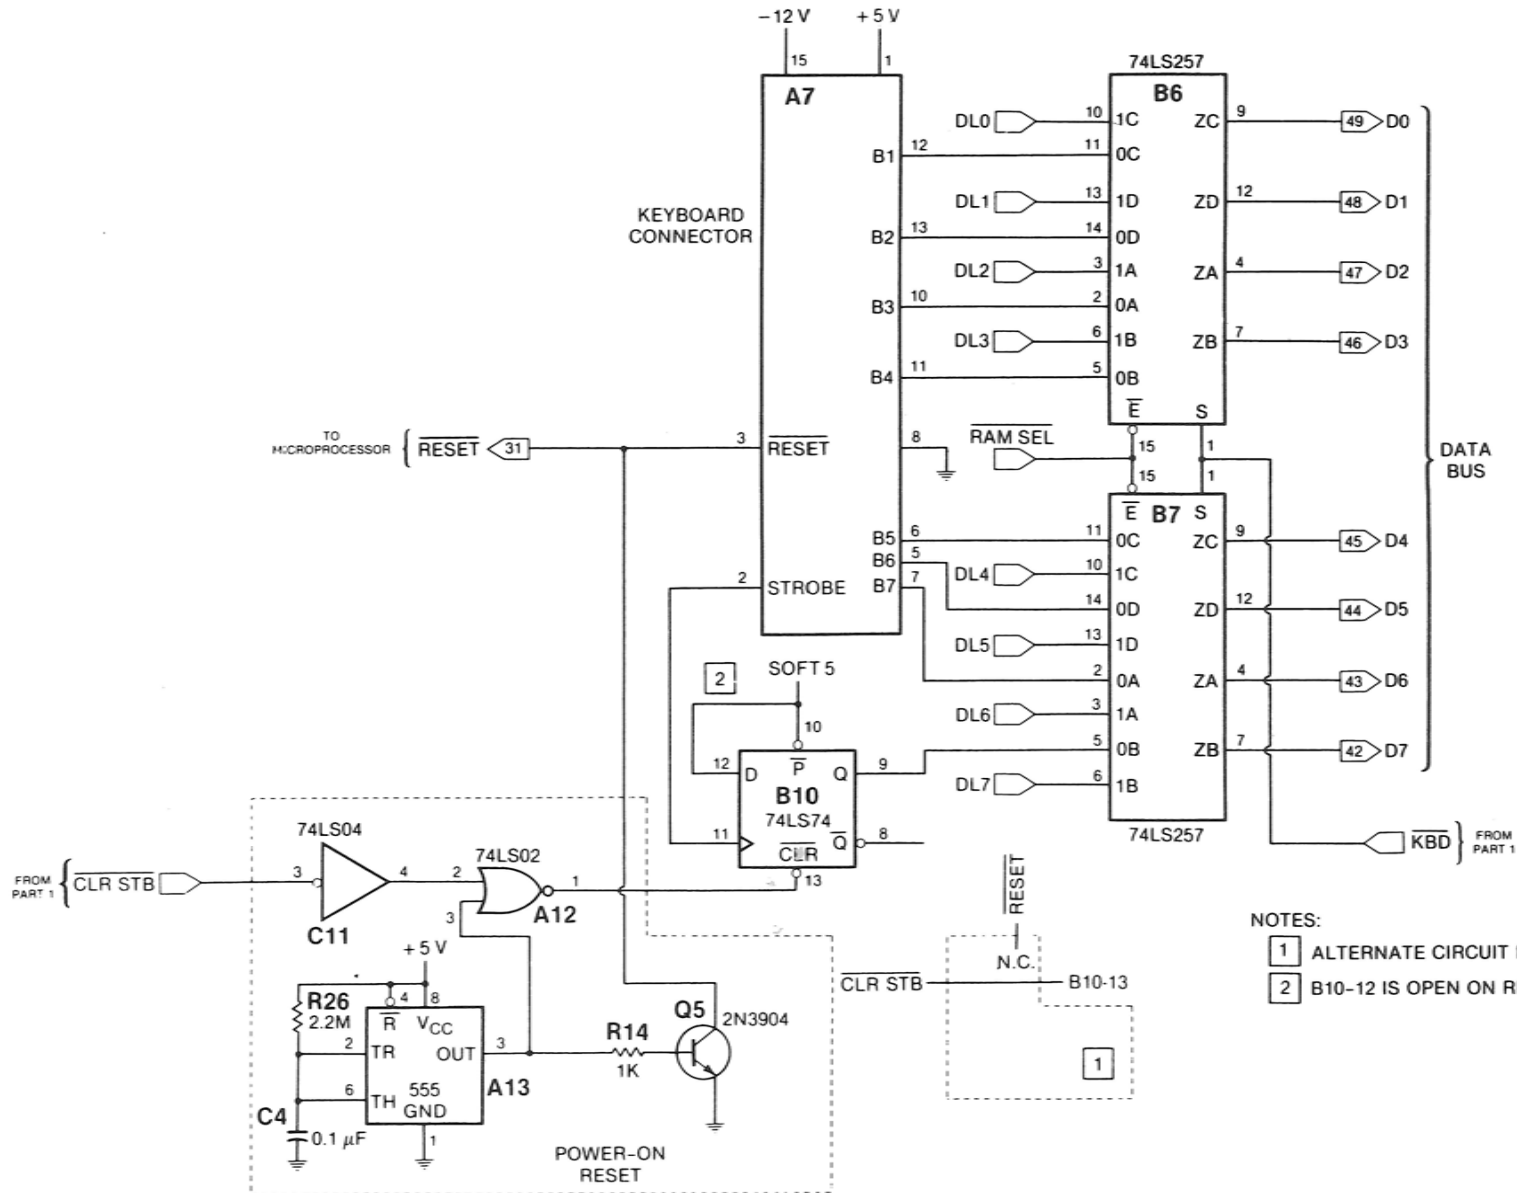 −12 V
+5 V
15
1
A7
KEYBOARD
CONNECTOR
B1
12
B2
13
B3
10
B4
11
3
RESET
8
B5
6
B6
5
B7
7
2
STROBE
TO
MICROPROCESSOR
RESET
31
74LS257
B6
DL0
10
1C
ZC
9
49
D0
11
0C
DL1
13
1D
ZD
12
48
D1
14
0D
DL2
3
1A
ZA
4
47
D2
2
0A
DL3
6
1B
ZB
7
46
D3
5
0B
E
S
RAM SEL
15
1
15
1
DATA
BUS
E
B7
S
11
0C
ZC
9
45
D4
DL4
10
1C
14
0D
ZD
12
44
D5
DL5
13
1D
2
0A
ZA
4
43
D6
DL6
3
1A
5
0B
ZB
7
42
D7
DL7
6
1B
74LS257
KBD
FROM
PART 1
2
SOFT 5
10
12
D
P
Q
9
B10
74LS74
11
CLR
Q
8
13
74LS04
FROM
PART 1
CLR STB
3
4
C11
74LS02
2
3
1
A12
+5 V
R26
2.2M
4
8
R
VCC
2
TR
OUT
3
6
TH
555
GND
A13
1
C4
0.1 µF
R14
1K
Q5
2N3904
POWER-ON
RESET
RESET
N.C.
CLR STB
B10-13
1
NOTES:
1 ALTERNATE CIRCUIT
2 B10-12 IS OPEN ON